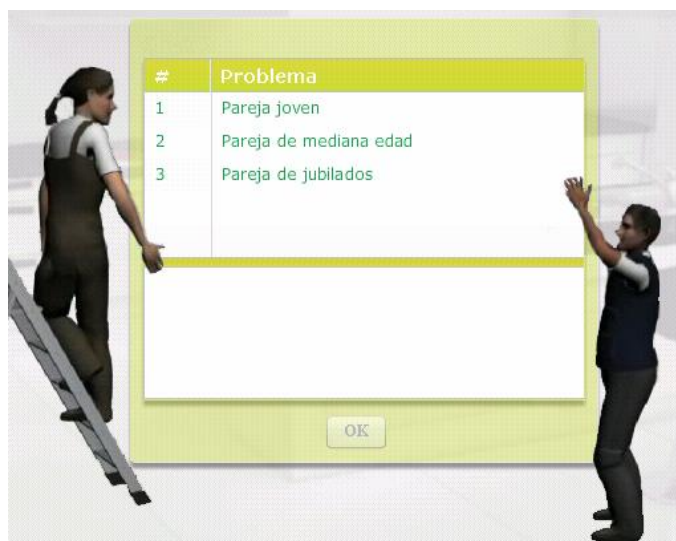 # Problema
1 Pareja joven
2 Pareja de mediana edad
3 Pareja de jubilados
OK